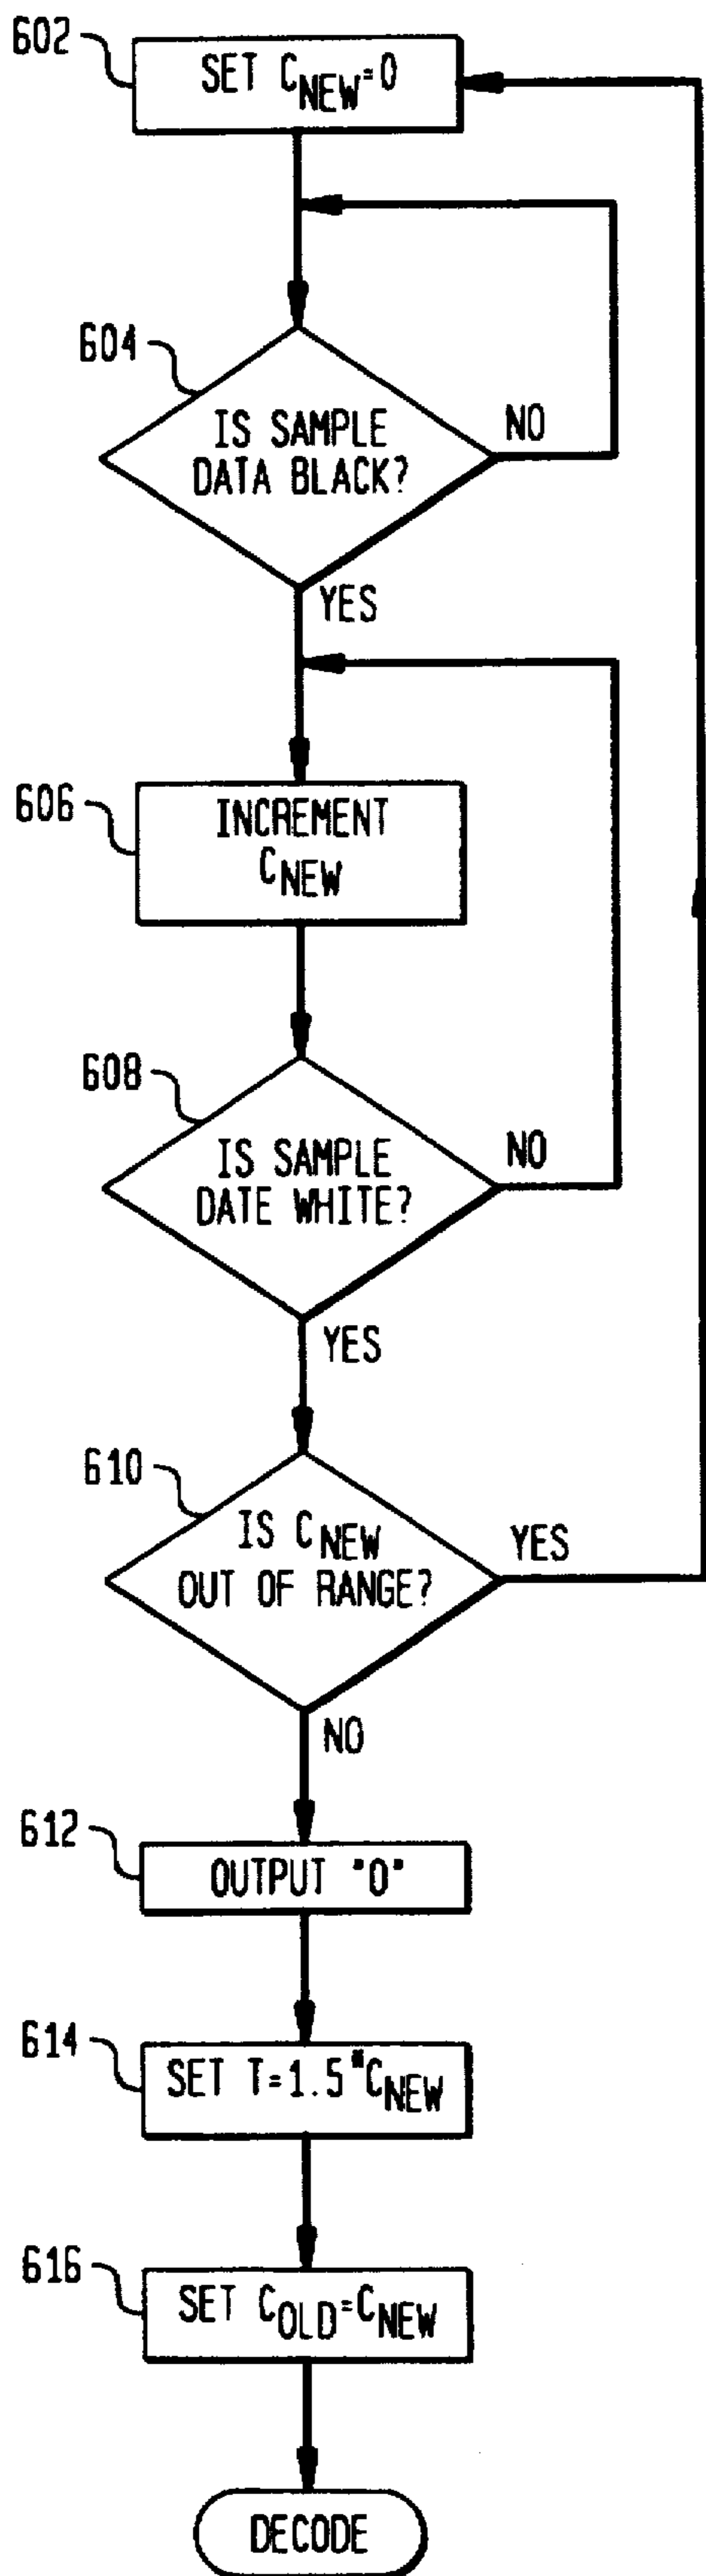 602
SET CNEW=0
604
IS SAMPLE
DATA BLACK?
NO
YES
606
INCREMENT
CNEW
608
IS SAMPLE
DATE WHITE?
NO
YES
610
IS CNEW
OUT OF RANGE?
YES
NO
612
OUTPUT "0"
614
SET T=1.5*CNEW
616
SET COLD=CNEW
DECODE